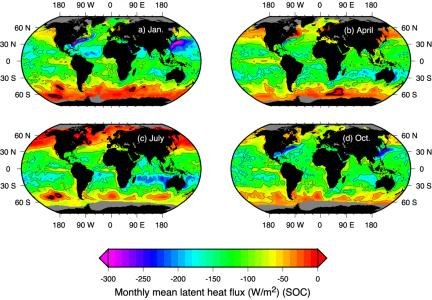 180 90 W 0 90 E 180
180 90 W 0 90 E 180
60 N
30 N
0
30 S
60 S
a) Jan.
(b) April
60 N
30 N
0
30 S
60 S
60 N
30 N
0
30 S
60 S
(c) July
(d) Oct.
60 N
30 N
0
30 S
60 S
180 90 W 0 90 E 180
180 90 W 0 90 E 180
-300 -250 -200 -150 -100 -50 0
Monthly mean latent heat flux (W/m²) (SOC)